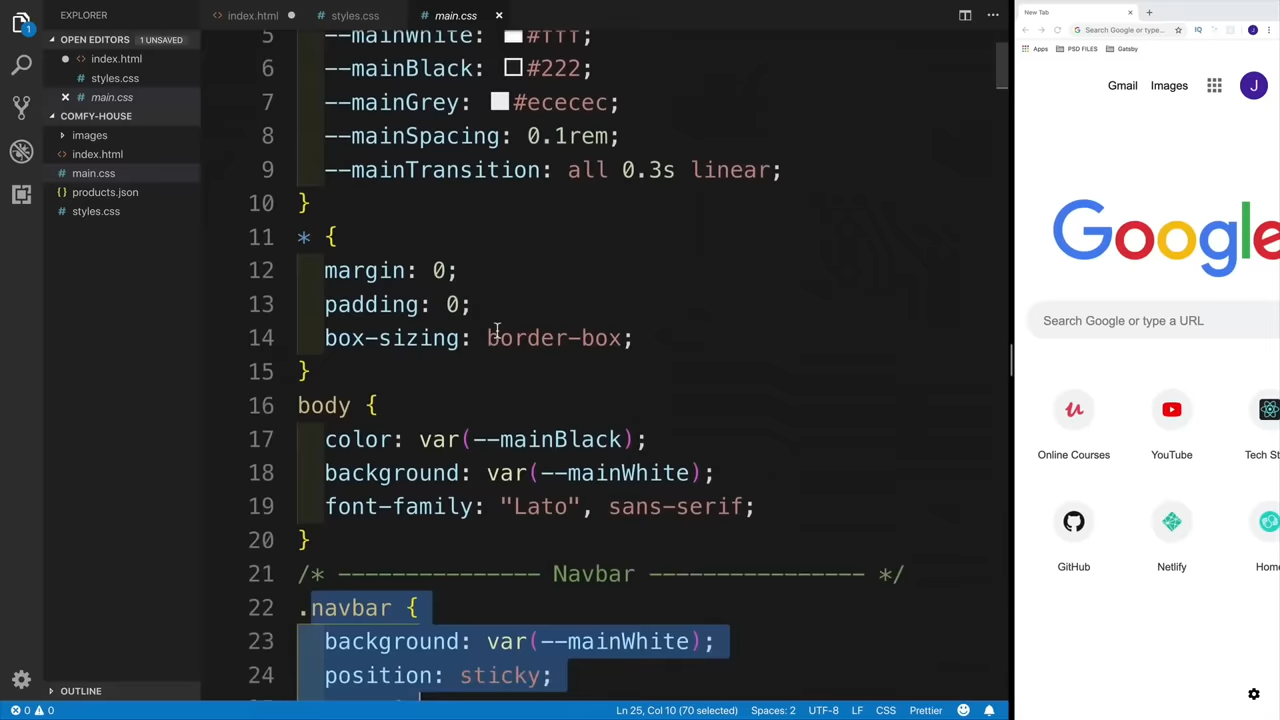 EXPLORER
OPEN EDITORS 1 UNSAVED
index.html
styles.css
main.css
COMFY-HOUSE
images
index.html
main.css
products.json
styles.css
OUTLINE
index.html
styles.css
main.css
5 --mainWhite: #fff;
6 --mainBlack: #222;
7 --mainGrey: #ececec;
8 --mainSpacing: 0.1rem;
9 --mainTransition: all 0.3s linear;
10 }
11 * {
12 margin: 0;
13 padding: 0;
14 box-sizing: border-box;
15 }
16 body {
17 color: var(--mainBlack);
18 background: var(--mainWhite);
19 font-family: "Lato", sans-serif;
20 }
21 /* --------------- Navbar ---------------- */
22 .navbar {
23 background: var(--mainWhite);
24 position: sticky;
0 0 Ln 25, Col 10 (70 selected) Spaces: 2 UTF-8 LF CSS Prettier
New Tab
Search Google or type...
Apps PSD FILES Gatsby
Gmail Images J
Google
Search Google or type a URL
Online Courses YouTube Tech St
GitHub Netlify Home